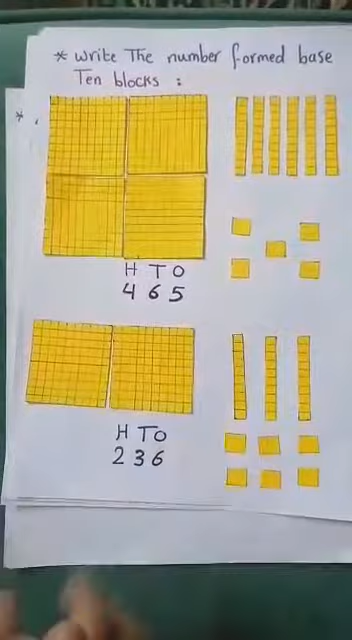 * Write The number formed base
Ten blocks :
* .
H T O
4 6 5
H T O
2 3 6